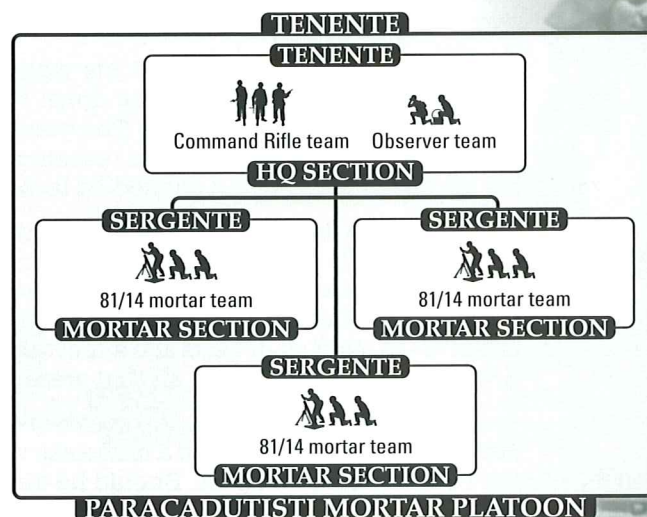 TENENTE
TENENTE
Command Rifle team Observer team
HQ SECTION
SERGENTE SERGENTE
81/14 mortar team 81/14 mortar team
MORTAR SECTION MORTAR SECTION
SERGENTE
81/14 mortar team
MORTAR SECTION
PARACADUTISTI MORTAR PLATOON